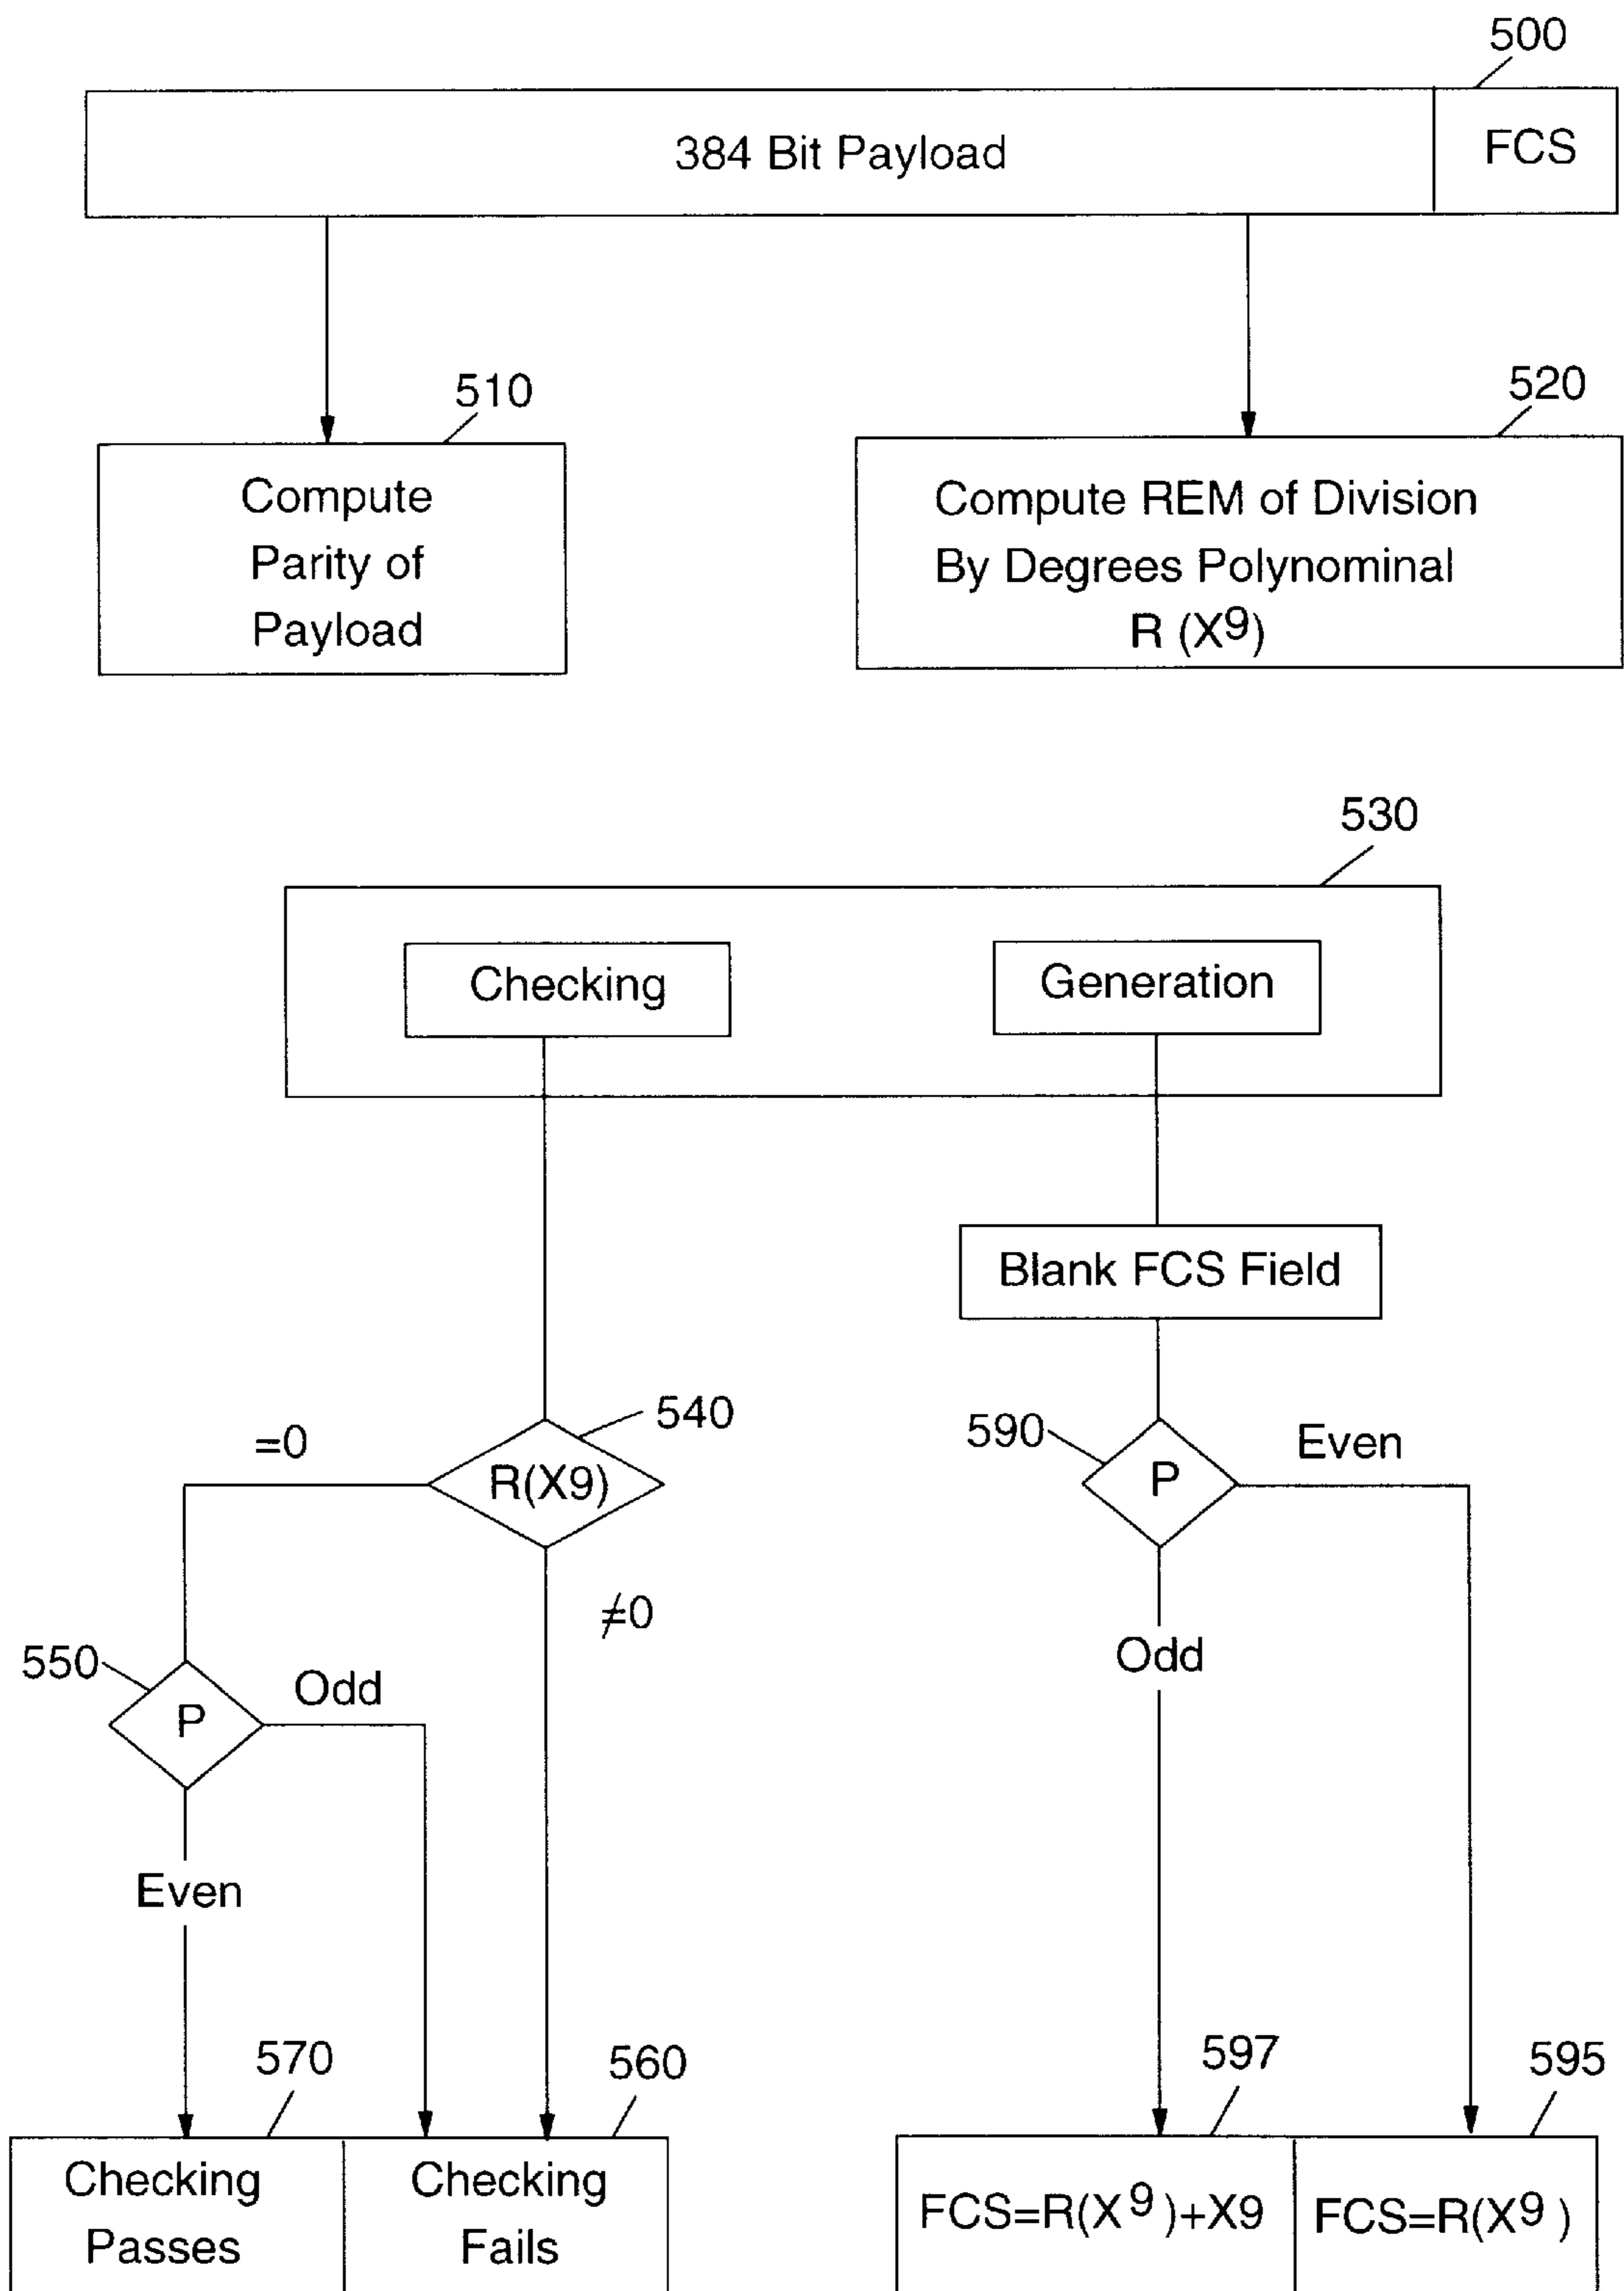 500
384 Bit Payload
FCS
510
520
Compute
Parity of
Payload
Compute REM of Division
By Degrees Polynominal
R (X9)
530
Checking
Generation
Blank FCS Field
=0
540
R(X9)
≠0
590
P
Even
Odd
550
P
Odd
Even
570
560
597
595
Checking
Passes
Checking
Fails
FCS=R(X9)+X9
FCS=R(X9)